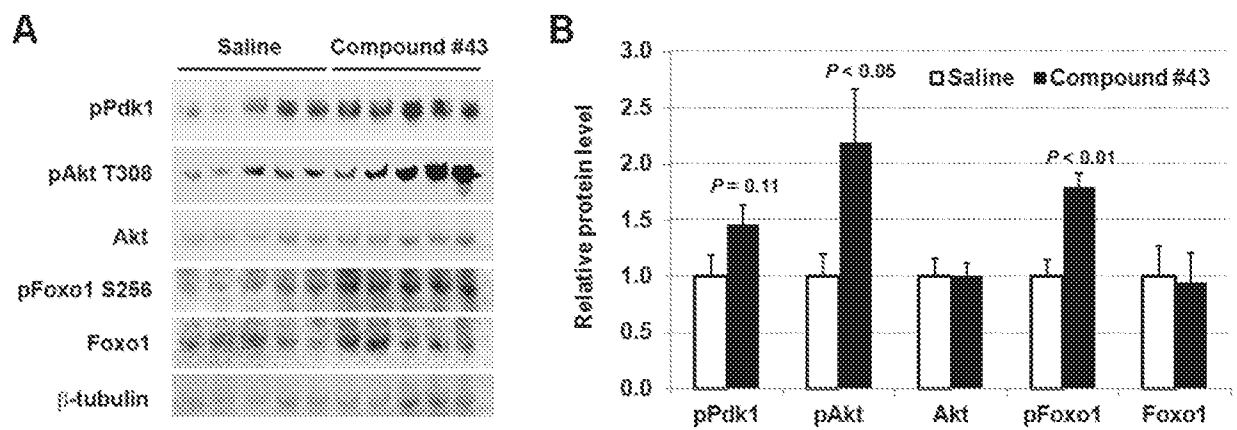 A
Saline Compound #43
pPdk1
pAkt T308
Akt
pFoxo1 S256
Foxo1
β-tubulin
B
3.0
2.5
2.0
1.5
1.0
0.5
0.0
Relative protein level
Saline Compound #43
P = 0.11
P < 0.05
P < 0.01
pPdk1 pAkt Akt pFoxo1 Foxo1